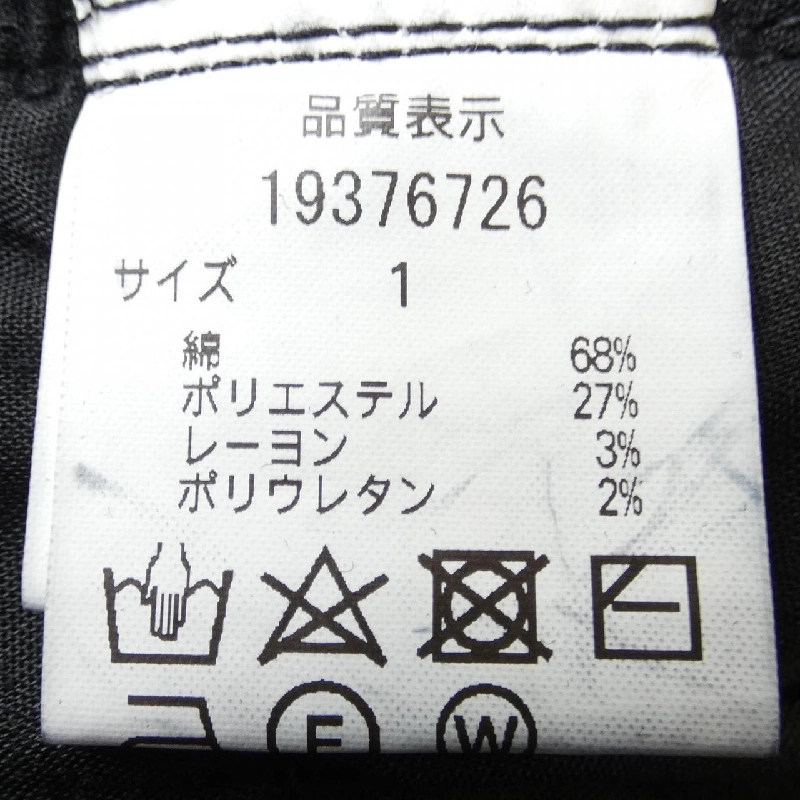 品質表示
19376726
サイズ 1
綿 68%
ポリエステル 27%
レーヨン 3%
ポリウレタン 2%
F W